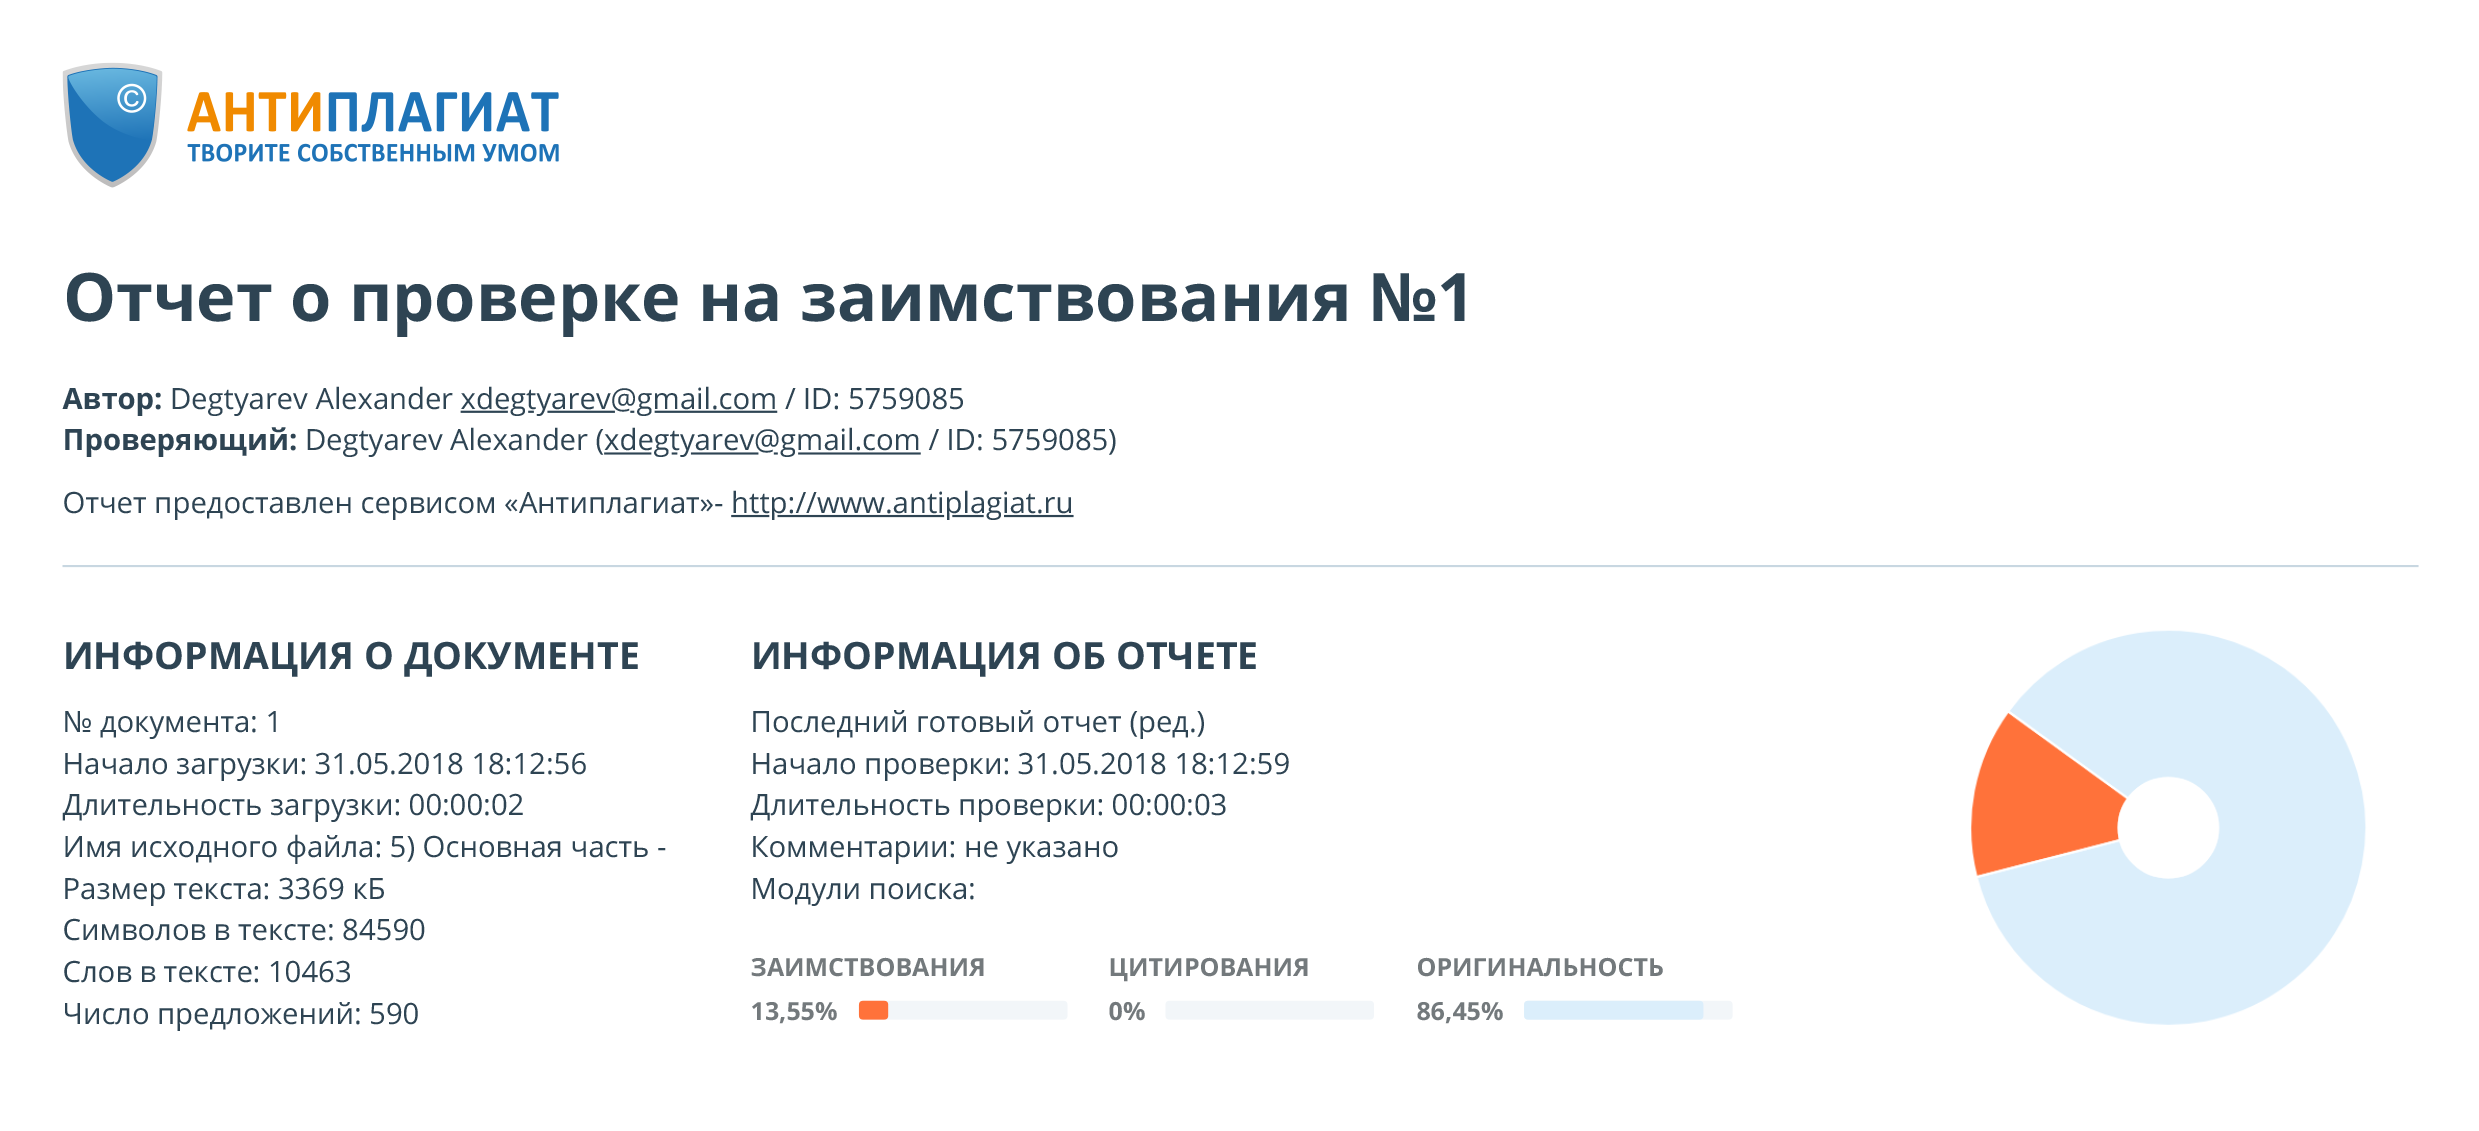 ©
АНТИПЛАГИАТ
ТВОРИТЕ СОБСТВЕННЫМ УМОМ
Отчет о проверке на заимствования №1
Автор: Degtyarev Alexander xdegtyarev@gmail.com / ID: 5759085
Проверяющий: Degtyarev Alexander (xdegtyarev@gmail.com / ID: 5759085)
Отчет предоставлен сервисом «Антиплагиат»- http://www.antiplagiat.ru
ИНФОРМАЦИЯ О ДОКУМЕНТЕ
№ документа: 1
Начало загрузки: 31.05.2018 18:12:56
Длительность загрузки: 00:00:02
Имя исходного файла: 5) Основная часть -
Размер текста: 3369 кБ
Символов в тексте: 84590
Слов в тексте: 10463
Число предложений: 590
ИНФОРМАЦИЯ ОБ ОТЧЕТЕ
Последний готовый отчет (ред.)
Начало проверки: 31.05.2018 18:12:59
Длительность проверки: 00:00:03
Комментарии: не указано
Модули поиска:
ЗАИМСТВОВАНИЯ
13,55%
ЦИТИРОВАНИЯ
0%
ОРИГИНАЛЬНОСТЬ
86,45%